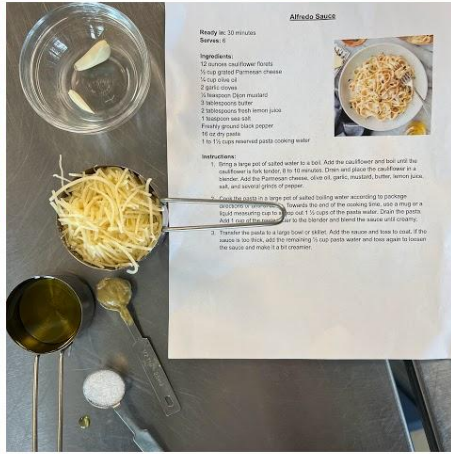 Alfredo Sauce
Ready in: 30 minutes
Serves: 6
Ingredients:
12 ounces cauliflower florets
½ cup grated Parmesan cheese
¼ cup olive oil
2 garlic cloves
½ teaspoon Dijon mustard
3 tablespoons butter
2 tablespoons fresh lemon juice
1 teaspoon sea salt
Freshly ground black pepper
16 oz dry pasta
1 to 1½ cups reserved pasta cooking water
Instructions:
1. Bring a large pot of salted water to a boil. Add the cauliflower and boil until the
cauliflower is fork tender, 8 to 10 minutes. Drain and place the cauliflower in a
blender. Add the Parmesan cheese, olive oil, garlic, mustard, butter, lemon juice,
salt, and several grinds of pepper.
2. Cook the pasta in a large pot of salted boiling water according to package
directions or Towards the end of the cooking time, use a mug or a
liquid measuring cup to out 1 ½ cups of the pasta water. Drain the pasta.
Add 1 cup of the pasta water to the blender and blend the sauce until creamy.
3. Transfer the pasta to a large bowl or skillet. Add the sauce and toss to coat. If the
sauce is too thick, add the remaining ½ cup pasta water and toss again to loosen
the sauce and make it a bit creamier.